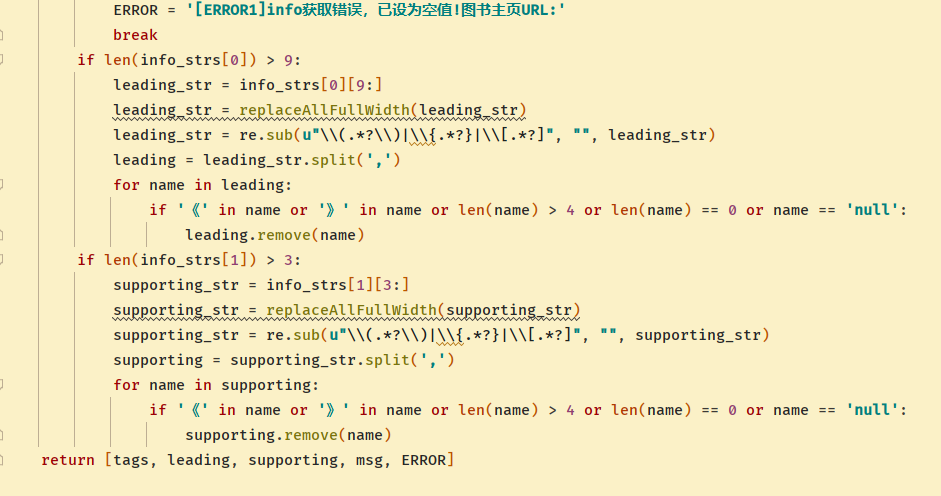 ERROR = '[ERROR1]info获取错误，已设为空值!图书主页URL:'
break
if len(info_strs[0]) > 9:
leading_str = info_strs[0][9:]
leading_str = replaceAllFullWidth(leading_str)
leading_str = re.sub(u"\\(.*?\\)|\\{.*?}|\\[.*?]", "", leading_str)
leading = leading_str.split(',')
for name in leading:
if '《' in name or '》' in name or len(name) > 4 or len(name) == 0 or name == 'null':
leading.remove(name)
if len(info_strs[1]) > 3:
supporting_str = info_strs[1][3:]
supporting_str = replaceAllFullWidth(supporting_str)
supporting_str = re.sub(u"\\(.*?\\)|\\{.*?}|\\[.*?]", "", supporting_str)
supporting = supporting_str.split(',')
for name in supporting:
if '《' in name or '》' in name or len(name) > 4 or len(name) == 0 or name == 'null':
supporting.remove(name)
return [tags, leading, supporting, msg, ERROR]